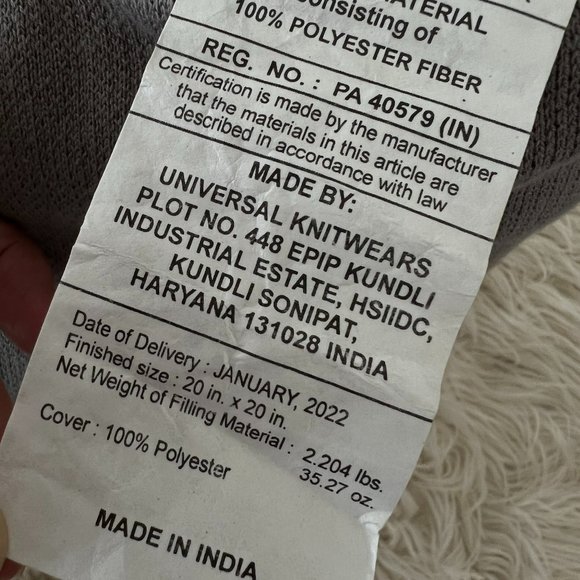 MATERIAL
consisting of
100% POLYESTER FIBER
REG. NO. : PA 40579 (IN)
Certification is made by the manufacturer
that the materials in this article are
described in accordance with law
MADE BY:
UNIVERSAL KNITWEARS
PLOT NO. 448 EPIP KUNDLI
INDUSTRIAL ESTATE, HSIIDC,
KUNDLI SONIPAT,
HARYANA 131028 INDIA
Date of Delivery : JANUARY, 2022
Finished size : 20 in. x 20 in.
Net Weight of Filling Material : 2.204 lbs.
35.27 oz.
Cover : 100% Polyester
MADE IN INDIA